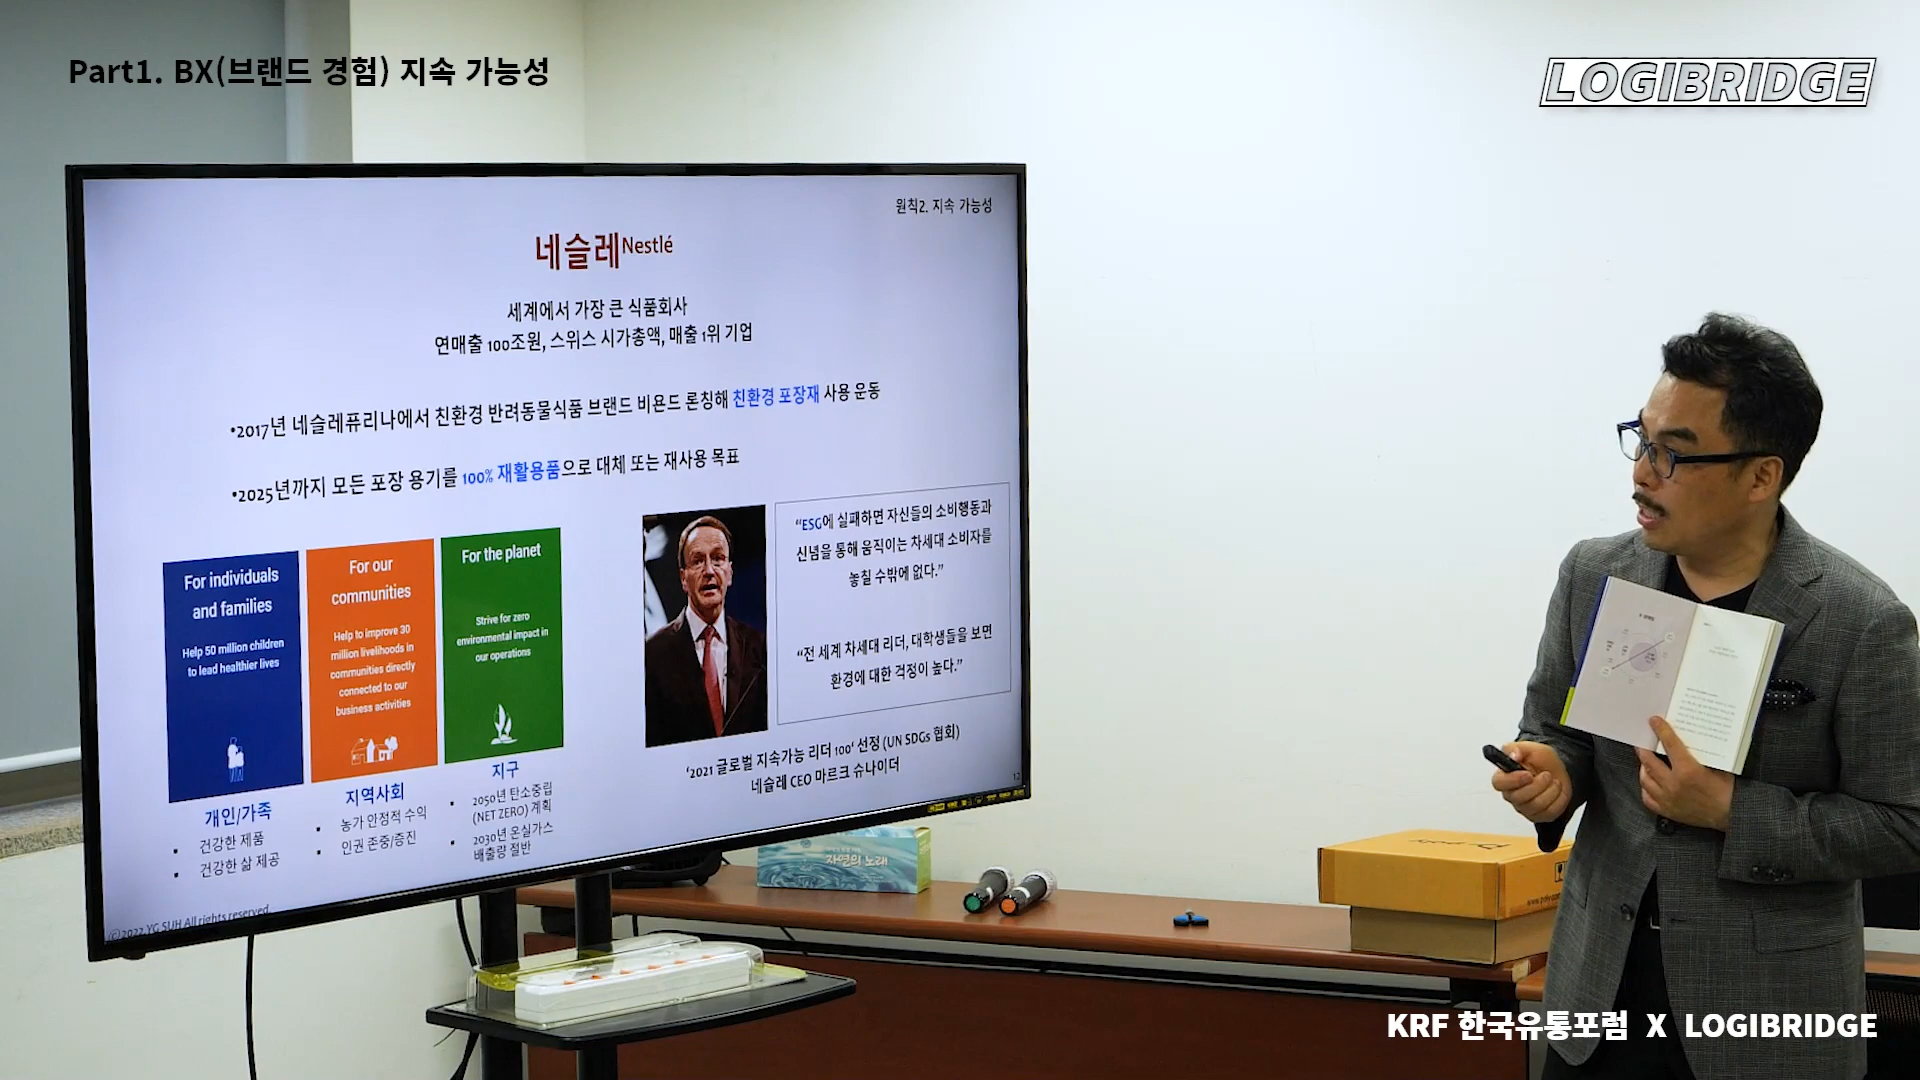 Part1. BX(브랜드 경험) 지속 가능성
LOGIBRIDGE
원칙2. 지속 가능성
네슬레Nestlé
세계에서 가장 큰 식품회사
연매출 100조원, 스위스 시가총액, 매출 1위 기업
•2017년 네슬레퓨리나에서 친환경 반려동물식품 브랜드 비욘드 론칭해 친환경 포장재 사용 운동
•2025년까지 모든 포장 용기를 100% 재활용품으로 대체 또는 재사용 목표
For individuals
and families
Help 50 million children
to lead healthier lives
개인/가족
▪ 건강한 제품
▪ 건강한 삶 제공
For our
communities
Help to improve 30
million livelihoods in
communities directly
connected to our
business activities
지역사회
▪ 농가 안정적 수익
▪ 인권 존중/증진
For the planet
Strive for zero
environmental impact in
our operations
지구
▪ 2050년 탄소중립
(NET ZERO) 계획
▪ 2030년 온실가스
배출량 절반
“ESG에 실패하면 자신들의 소비행동과
신념을 통해 움직이는 차세대 소비자를
놓칠 수밖에 없다.”
“전 세계 차세대 리더, 대학생들을 보면
환경에 대한 걱정이 높다.”
‘2021 글로벌 지속가능 리더 100‘ 선정 (UN SDGs 협회)
네슬레 CEO 마르크 슈나이더
12
ⓒ2022.YG SUH All rights reserved.
자연의 노래
KRF 한국유통포럼 X LOGIBRIDGE